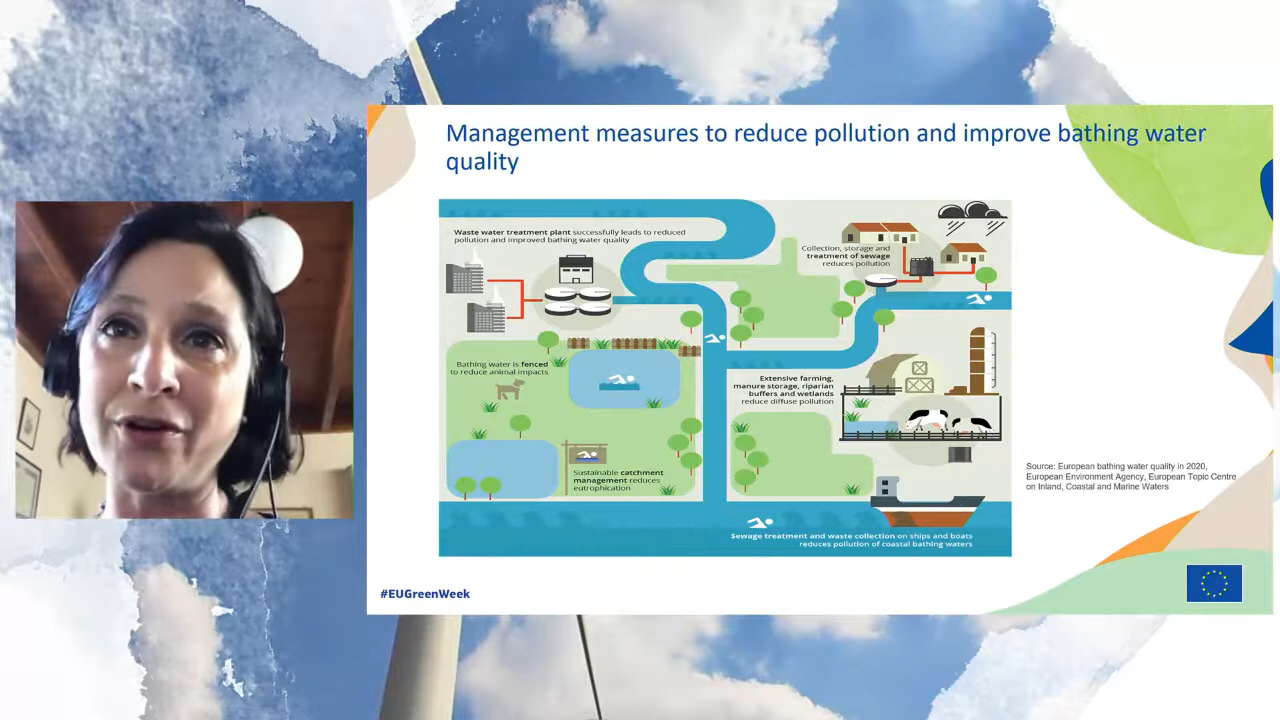 Management measures to reduce pollution and improve bathing water
quality
Waste water treatment plant successfully leads to reduced
pollution and improved bathing water quality
Collection, storage and
treatment of sewage
reduces pollution
Bathing water is fenced
to reduce animal impacts
Extensive farming,
manure storage, riparian
buffers and wetlands
reduce diffuse pollution
Sustainable catchment
management reduces
eutrophication
Sewage treatment and waste collection on ships and boats
reduces pollution of coastal bathing waters
Source: European bathing water quality in 2020,
European Environment Agency, European Topic Centre
on Inland, Coastal and Marine Waters
#EUGreenWeek